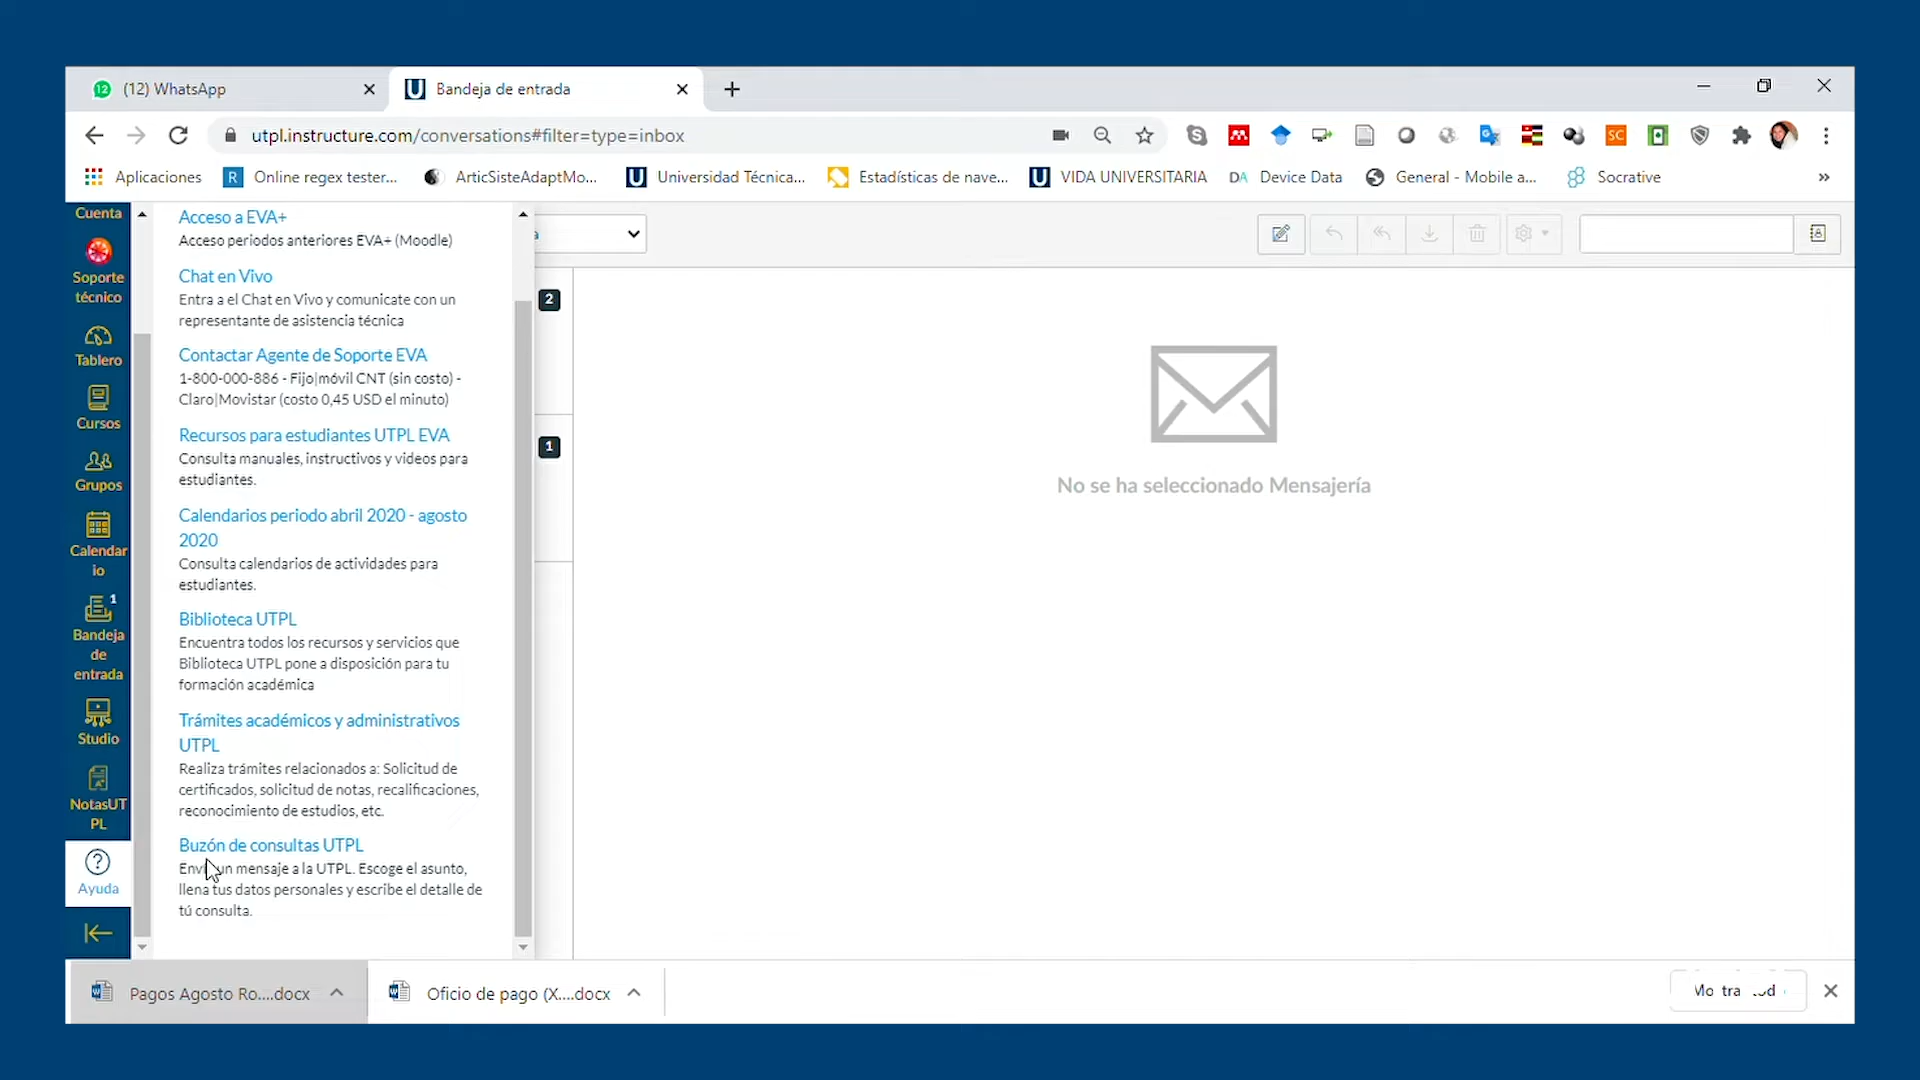 12
(12) WhatsApp
Bandeja de entrada
utpl.instructure.com/conversations#filter=type=inbox
SC
Aplicaciones
R
Online regex tester...
ArticSisteAdaptMo...
Universidad Técnica...
Estadísticas de nave...
VIDA UNIVERSITARIA
DA
Device Data
General - Mobile a...
Socrative
»
Cuenta
Soporte
técnico
Tablero
Cursos
Grupos
Calendar
io
1
Bandeja
de
entrada
Studio
NotasUT
PL
Ayuda
Acceso a EVA+
Acceso periodos anteriores EVA+ (Moodle)
Chat en Vivo
Entra a el Chat en Vivo y comunicate con un
representante de asistencia técnica
Contactar Agente de Soporte EVA
1-800-000-886 - Fijo|móvil CNT (sin costo) -
Claro|Movistar (costo 0,45 USD el minuto)
Recursos para estudiantes UTPL EVA
Consulta manuales, instructivos y videos para
estudiantes.
Calendarios periodo abril 2020 - agosto
2020
Consulta calendarios de actividades para
estudiantes.
Biblioteca UTPL
Encuentra todos los recursos y servicios que
Biblioteca UTPL pone a disposición para tu
formación académica
Trámites académicos y administrativos
UTPL
Realiza trámites relacionados a: Solicitud de
certificados, solicitud de notas, recalificaciones,
reconocimiento de estudios, etc.
Buzón de consultas UTPL
un mensaje a la UTPL. Escoge el asunto,
llena tus datos personales y escribe el detalle de
tú consulta.
2
1
No se ha seleccionado Mensajería
Pagos Agosto Ro....docx
Oficio de pago (X....docx